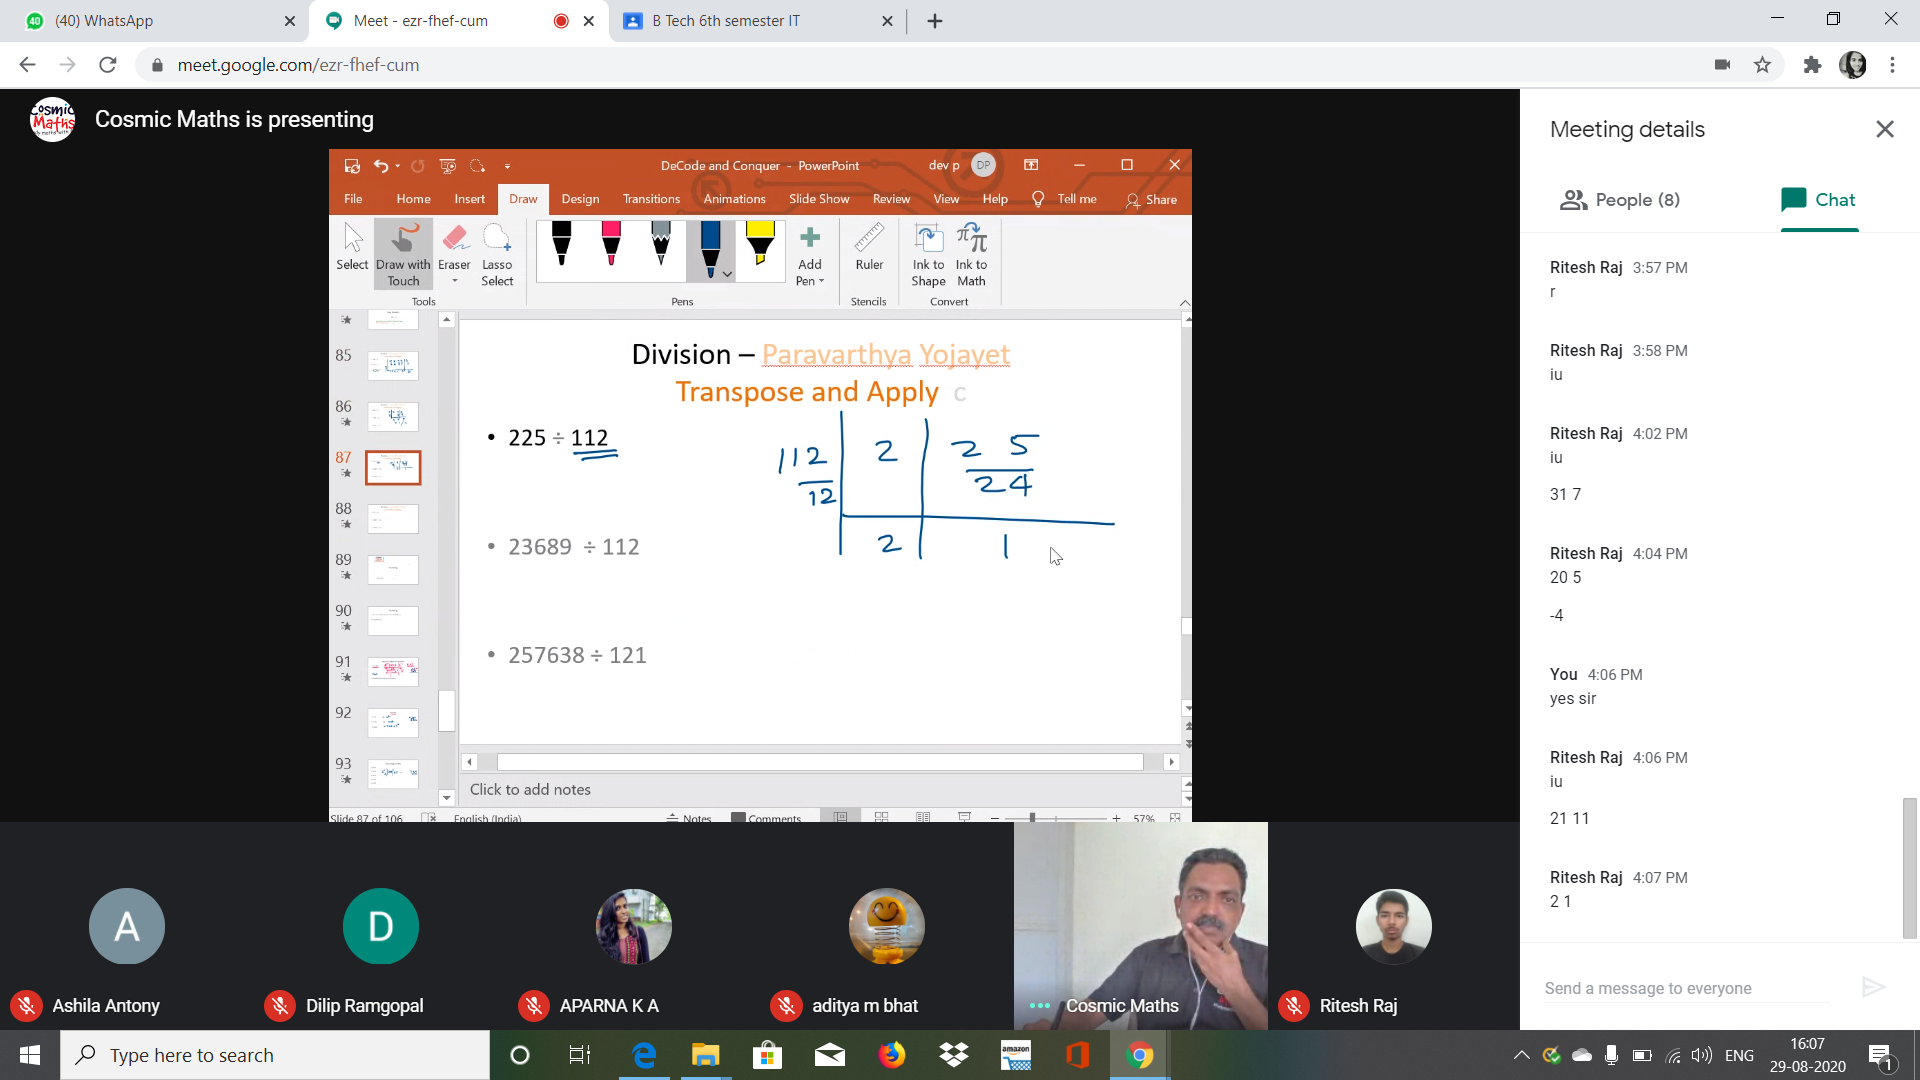 (40) WhatsApp
Meet - ezr-fhef-cum
B Tech 6th semester IT
meet.google.com/ezr-fhef-cum
Cosmic Maths
Cosmic Maths is presenting
DeCode and Conquer - PowerPoint
dev p
DP
File Home Insert Draw Design Transitions Animations Slide Show Review View Help Tell me Share
Select
Draw with Touch
Eraser
Lasso Select
Add Pen
Ruler
Ink to Shape
Ink to Math
Tools
Pens
Stencils
Convert
85
86
87
88
89
90
91
92
93
Division – Paravarthya Yojayet
Transpose and Apply c
• 225 ÷ 112
• 23689 ÷ 112
• 257638 ÷ 121
112 2 2 5
12 24
2 1
Click to add notes
Slide 87 of 106
English (India)
Notes
Comments
57%
Meeting details
People (8)
Chat
Ritesh Raj 3:57 PM
r
Ritesh Raj 3:58 PM
iu
Ritesh Raj 4:02 PM
iu
31 7
Ritesh Raj 4:04 PM
20 5
-4
You 4:06 PM
yes sir
Ritesh Raj 4:06 PM
iu
21 11
Ritesh Raj 4:07 PM
2 1
Send a message to everyone
A
D
Ashila Antony
Dilip Ramgopal
APARNA K A
aditya m bhat
Cosmic Maths
Ritesh Raj
Type here to search
amazon
ENG
16:07
29-08-2020
1